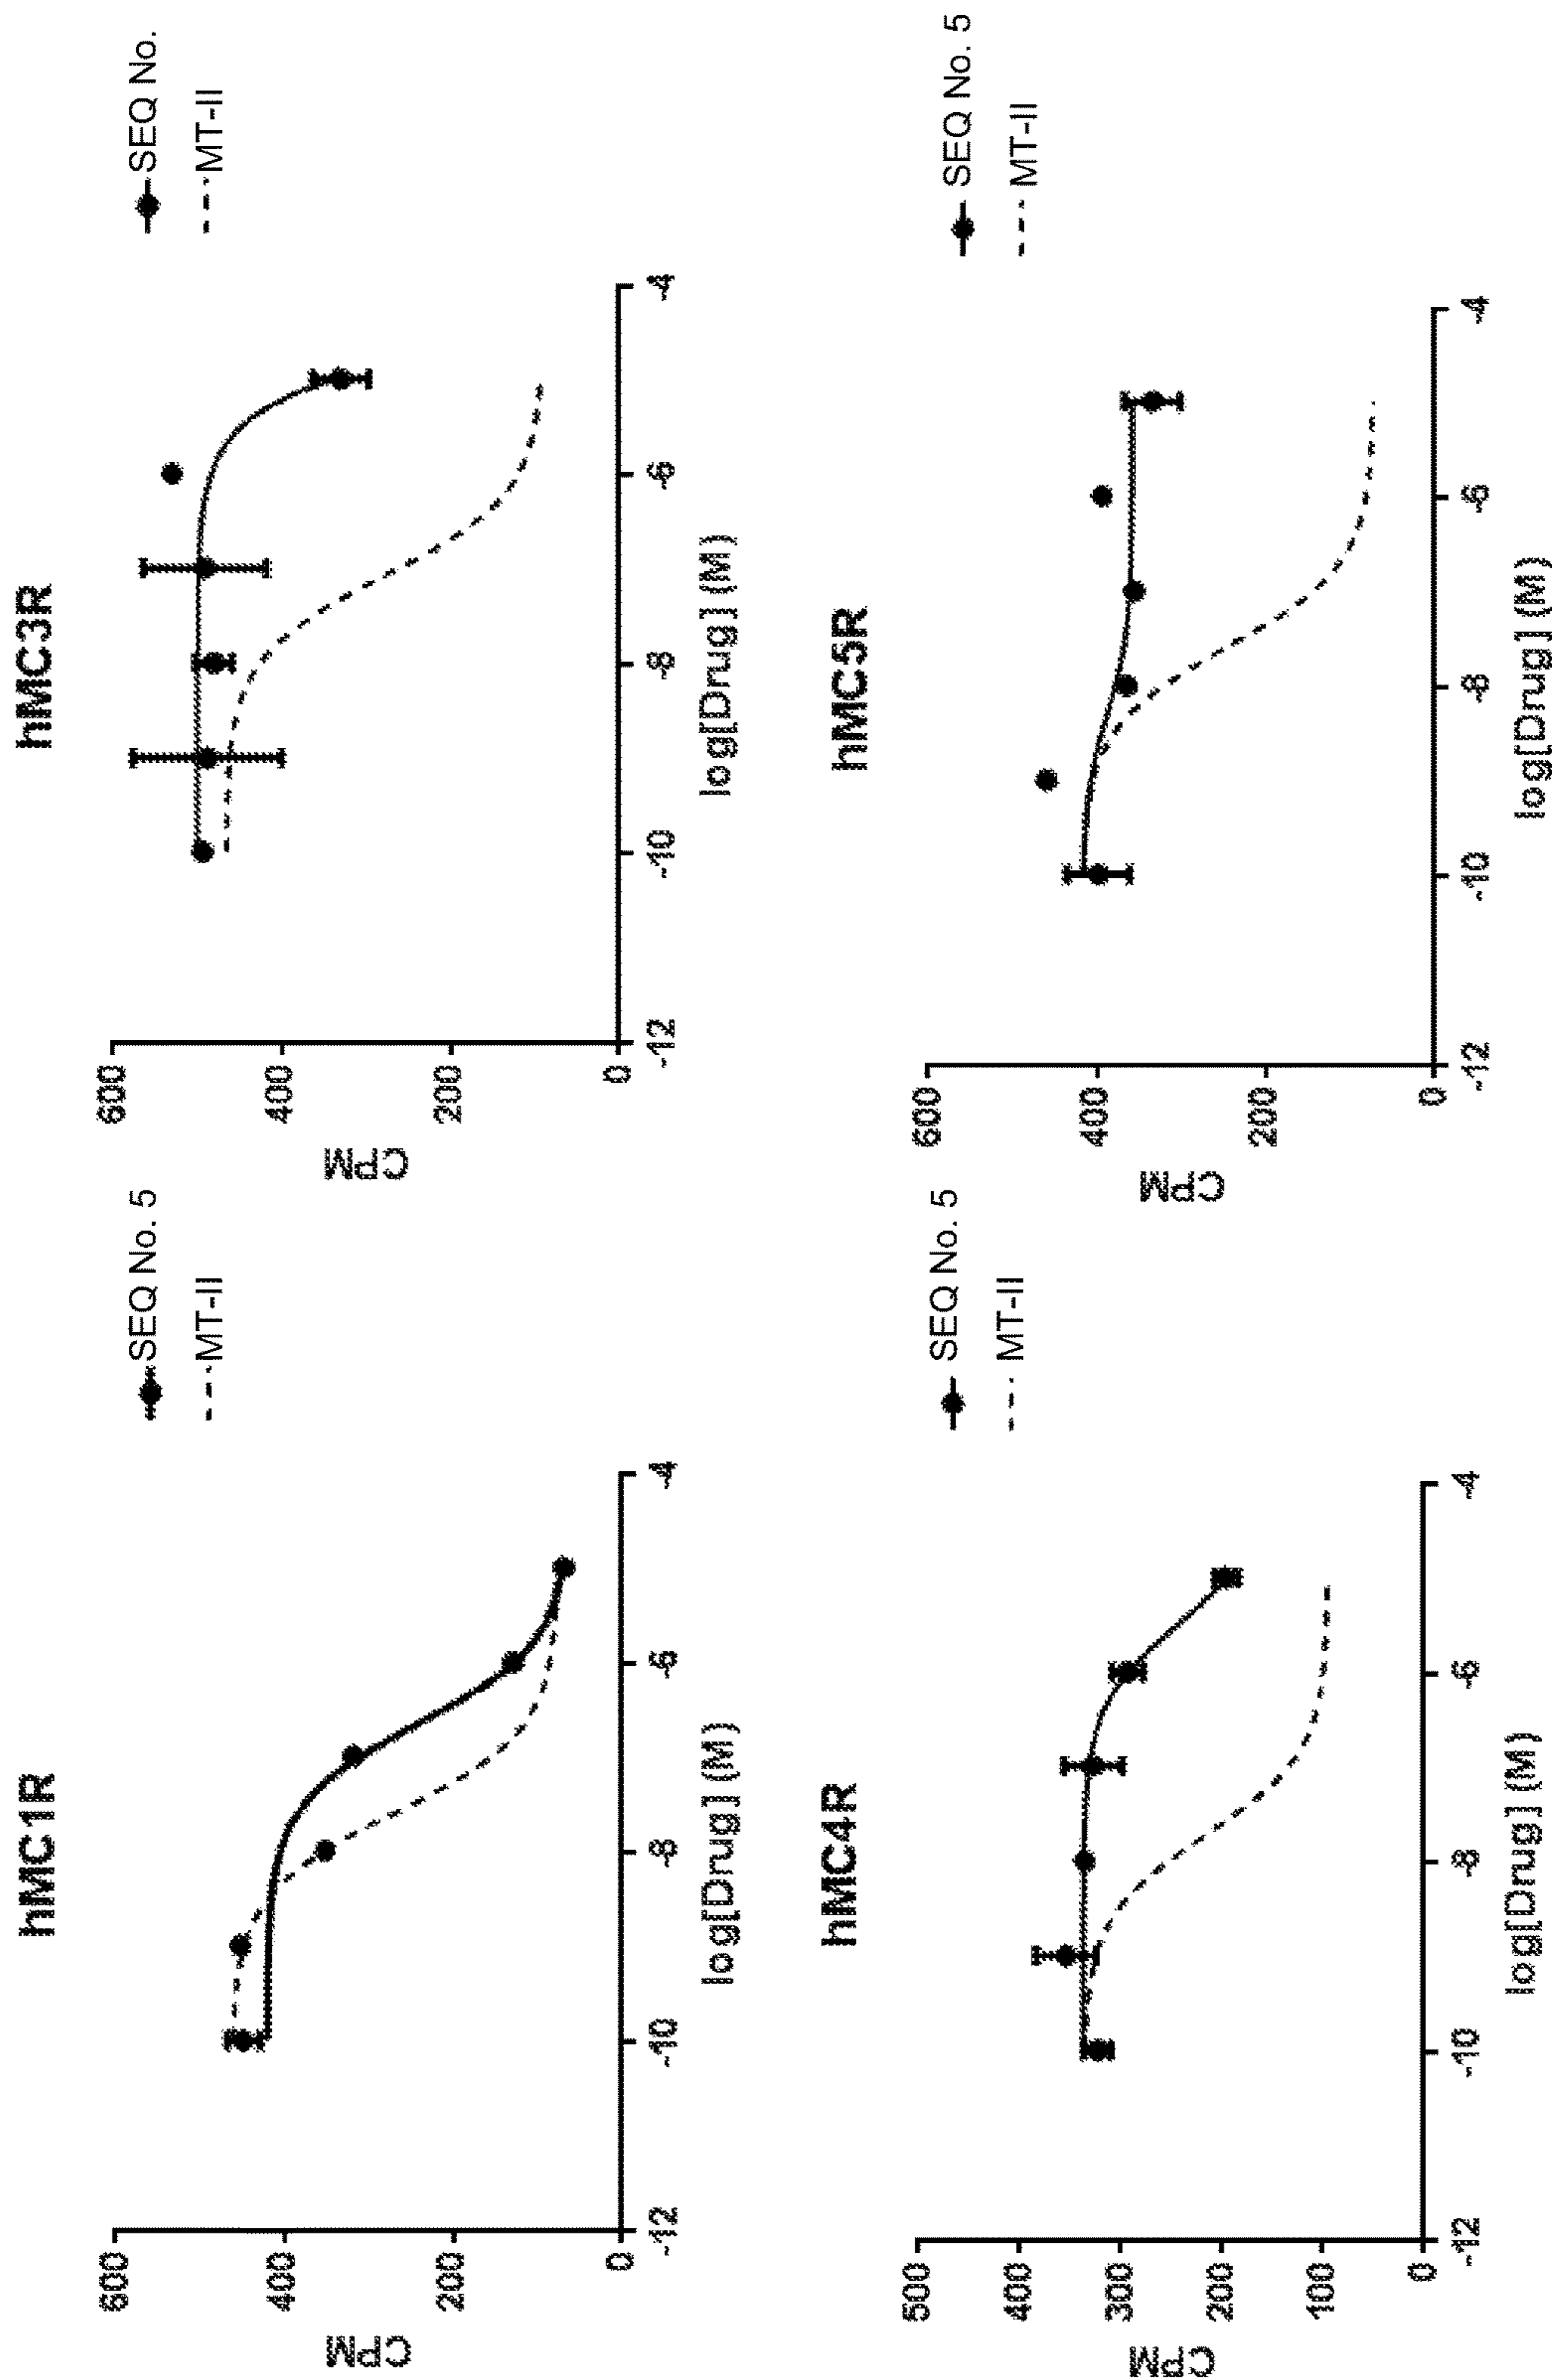 hMC1R
600
400
200
0
CPM
-12
-10
-8
-6
-4
log[Drug] (M)
SEQ No. 5
MT-II
hMC3R
600
400
200
0
CPM
-12
-10
-8
-6
-4
log[Drug] (M)
SEQ No.
MT-II
hMC4R
500
400
300
200
100
0
CPM
-12
-10
-8
-6
-4
log[Drug] (M)
SEQ No. 5
MT-II
hMC5R
600
400
200
0
CPM
-12
-10
-8
-6
-4
log[Drug] (M)
SEQ No. 5
MT-II